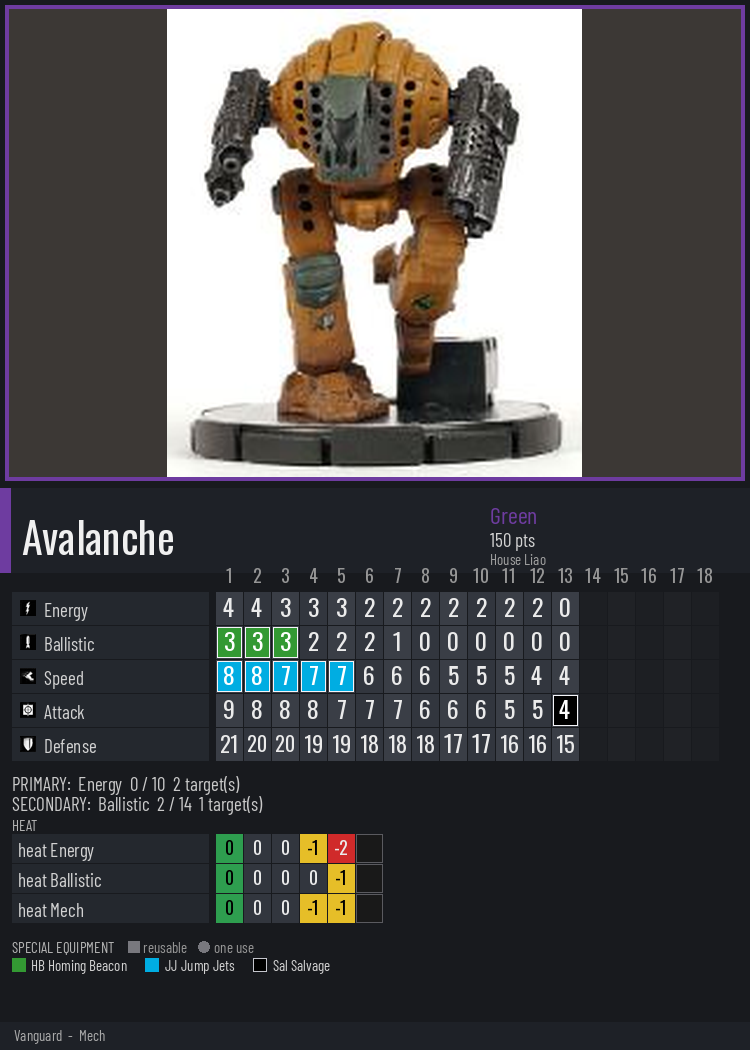 Avalanche
Green
150 pts
House Liao
1 2 3 4 5 6 7 8 9 10 11 12 13 14 15 16 17 18
Energy 4 4 3 3 3 2 2 2 2 2 2 2 0
Ballistic 3 3 3 2 2 2 1 0 0 0 0 0 0
Speed 8 8 7 7 7 6 6 6 5 5 5 4 4
Attack 9 8 8 8 7 7 7 6 6 6 5 5 4
Defense 21 20 20 19 19 18 18 18 17 17 16 16 15
PRIMARY: Energy 0 / 10 2 target(s)
SECONDARY: Ballistic 2 / 14 1 target(s)
HEAT
heat Energy 0 0 0 -1 -2
heat Ballistic 0 0 0 0 -1
heat Mech 0 0 0 -1 -1
SPECIAL EQUIPMENT reusable one use
HB Homing Beacon JJ Jump Jets Sal Salvage
Vanguard - Mech